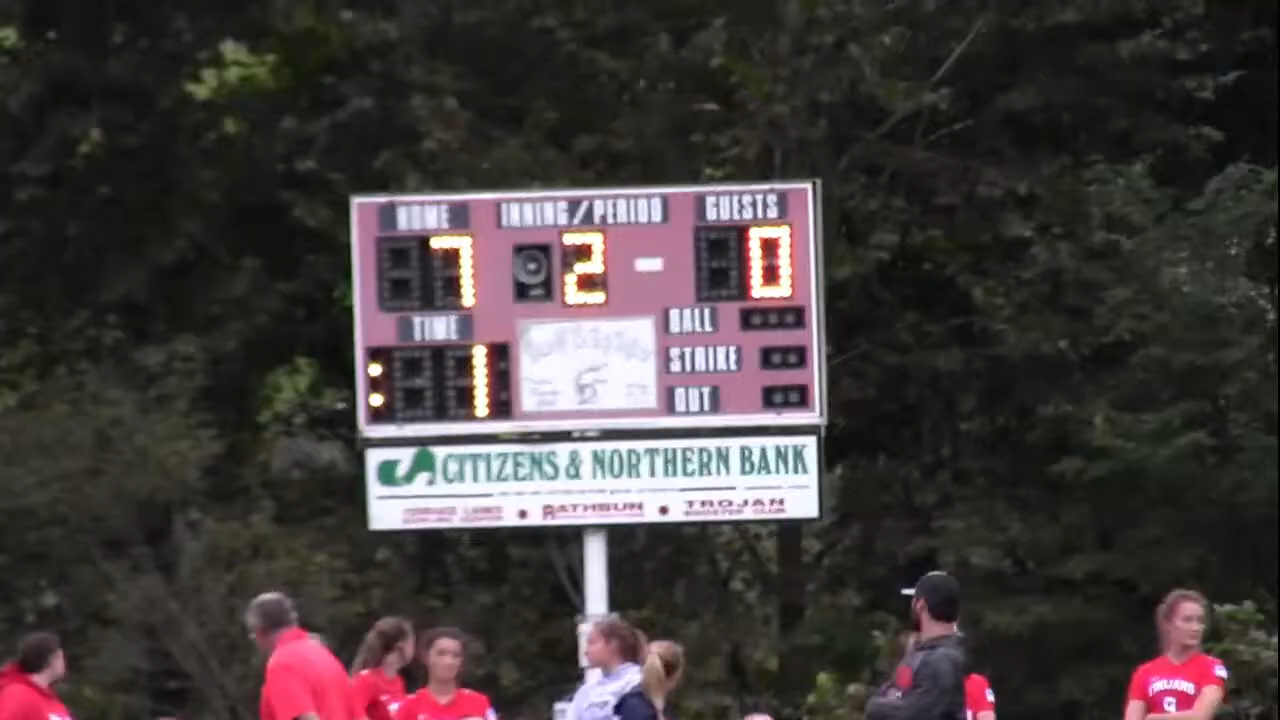 HOME INNING/PERIOD GUESTS
7 2 0
TIME BALL
:1 STRIKE
OUT
CITIZENS & NORTHERN BANK
RATHBUN TROJAN
BOOSTER CLUB
TROJANS
9